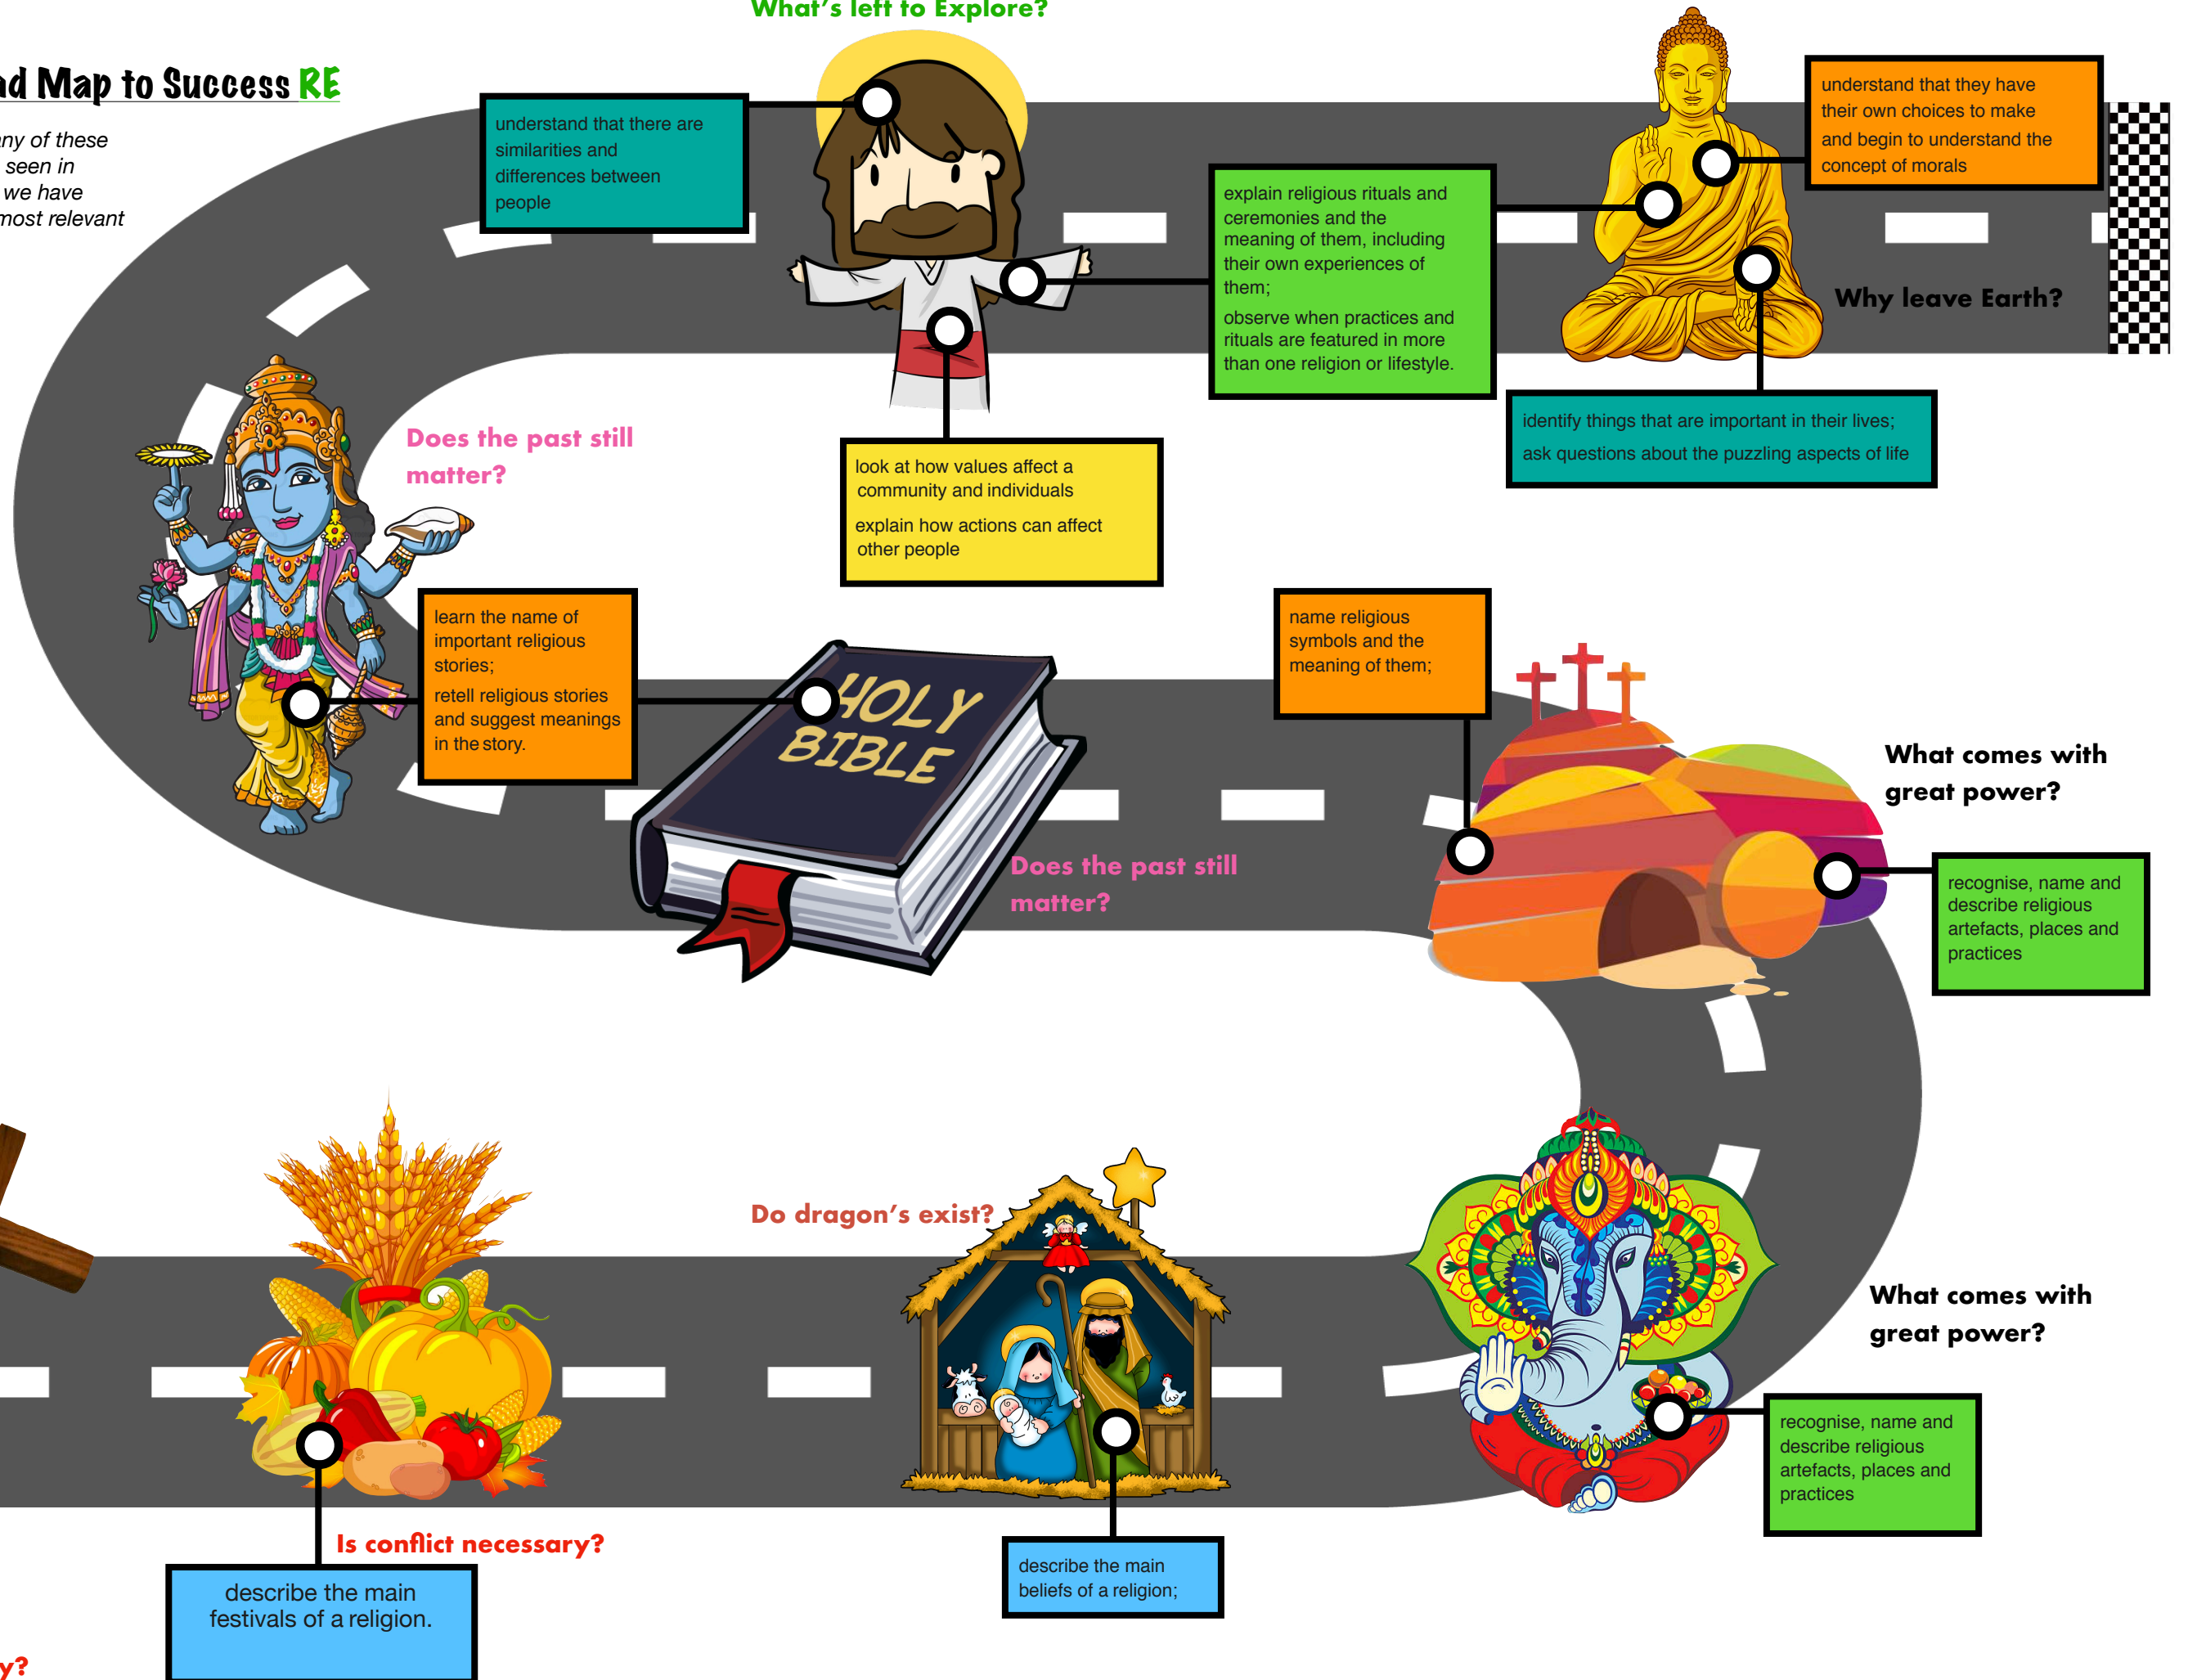 What's left to Explore?
ad Map to Success RE
any of these
seen in
we have
most relevant
understand that there are
similarities and
differences between
people
understand that they have
their own choices to make
and begin to understand the
concept of morals
explain religious rituals and
ceremonies and the
meaning of them, including
their own experiences of
them;
observe when practices and
rituals are featured in more
than one religion or lifestyle.
Why leave Earth?
identify things that are important in their lives;
ask questions about the puzzling aspects of life
Does the past still
matter?
look at how values affect a
community and individuals
explain how actions can affect
other people
learn the name of
important religious
stories;
retell religious stories
and suggest meanings
in the story.
HOLY
BIBLE
name religious
symbols and the
meaning of them;
What comes with
great power?
Does the past still
matter?
recognise, name and
describe religious
artefacts, places and
practices
Do dragon's exist?
What comes with
great power?
recognise, name and
describe religious
artefacts, places and
practices
Is conflict necessary?
describe the main
festivals of a religion.
describe the main
beliefs of a religion;
y?